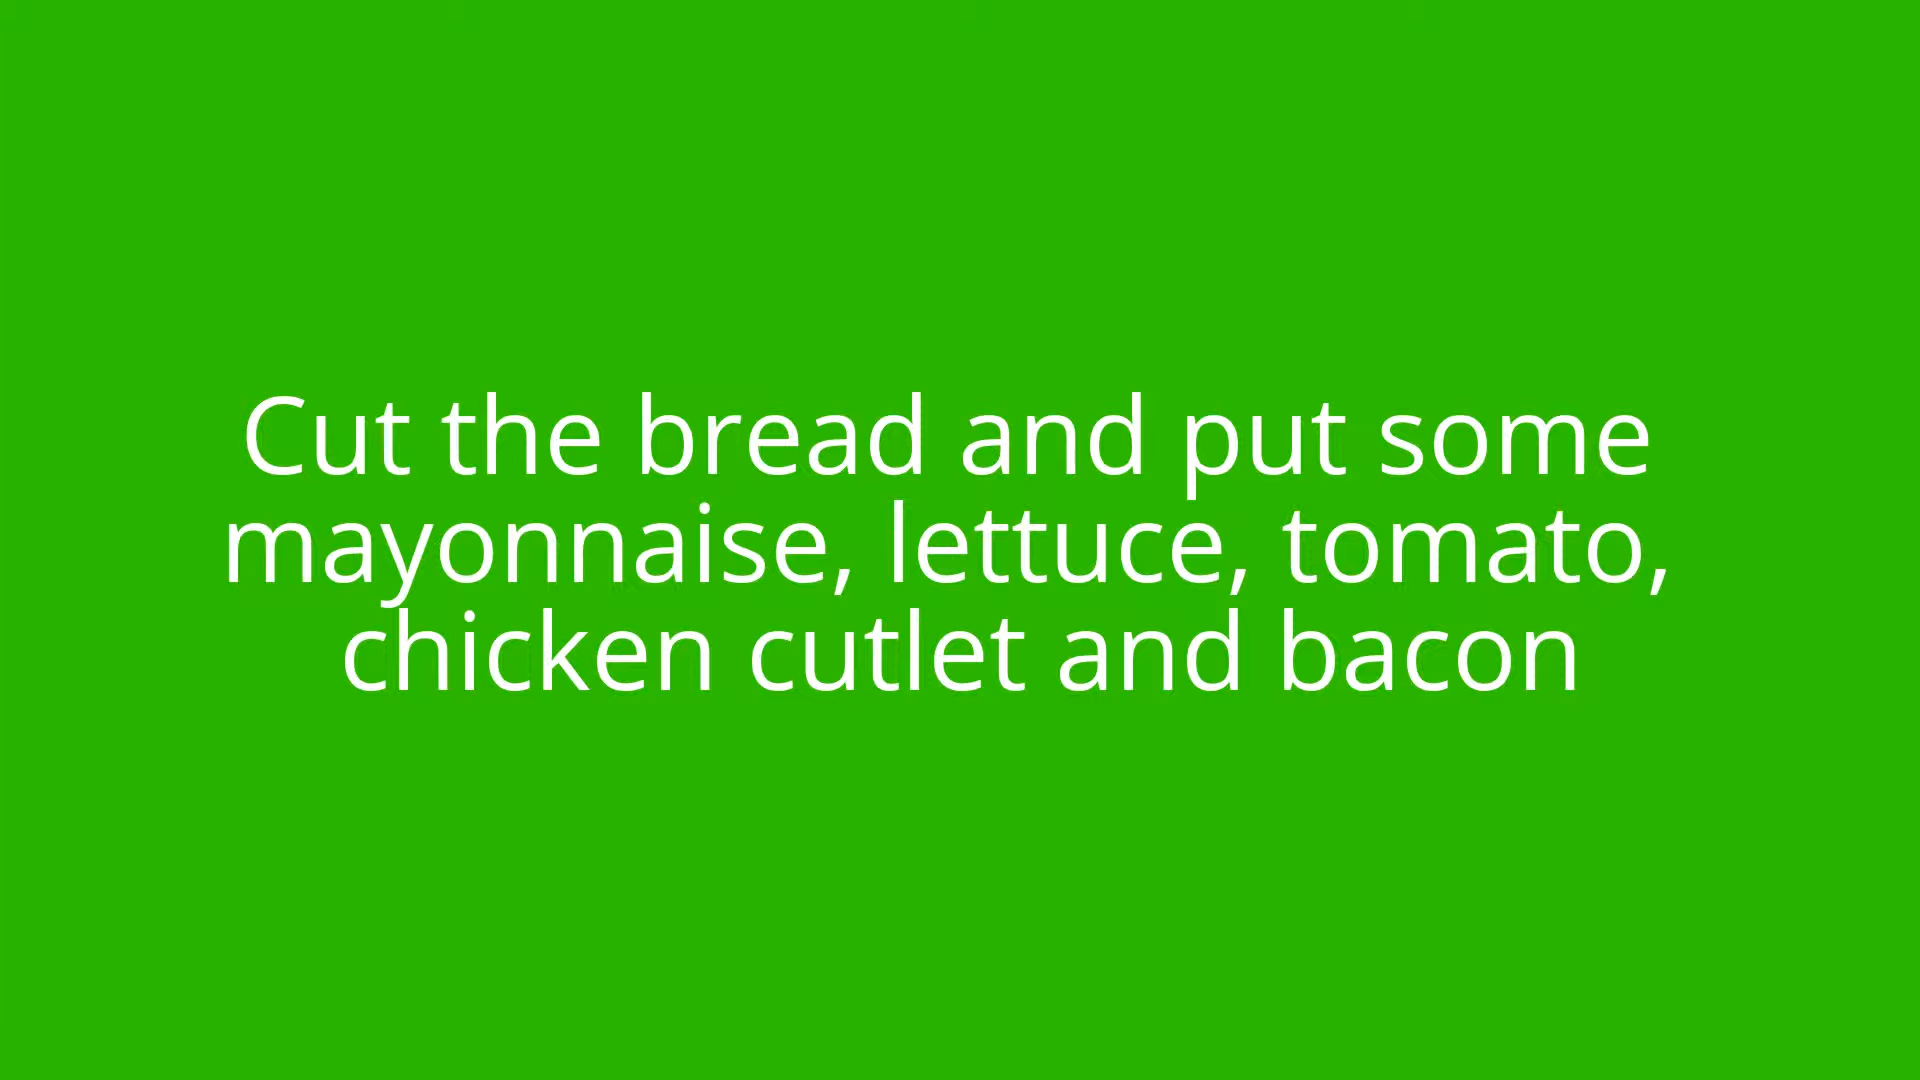 Cut the bread and put some
mayonnaise, lettuce, tomato,
chicken cutlet and bacon